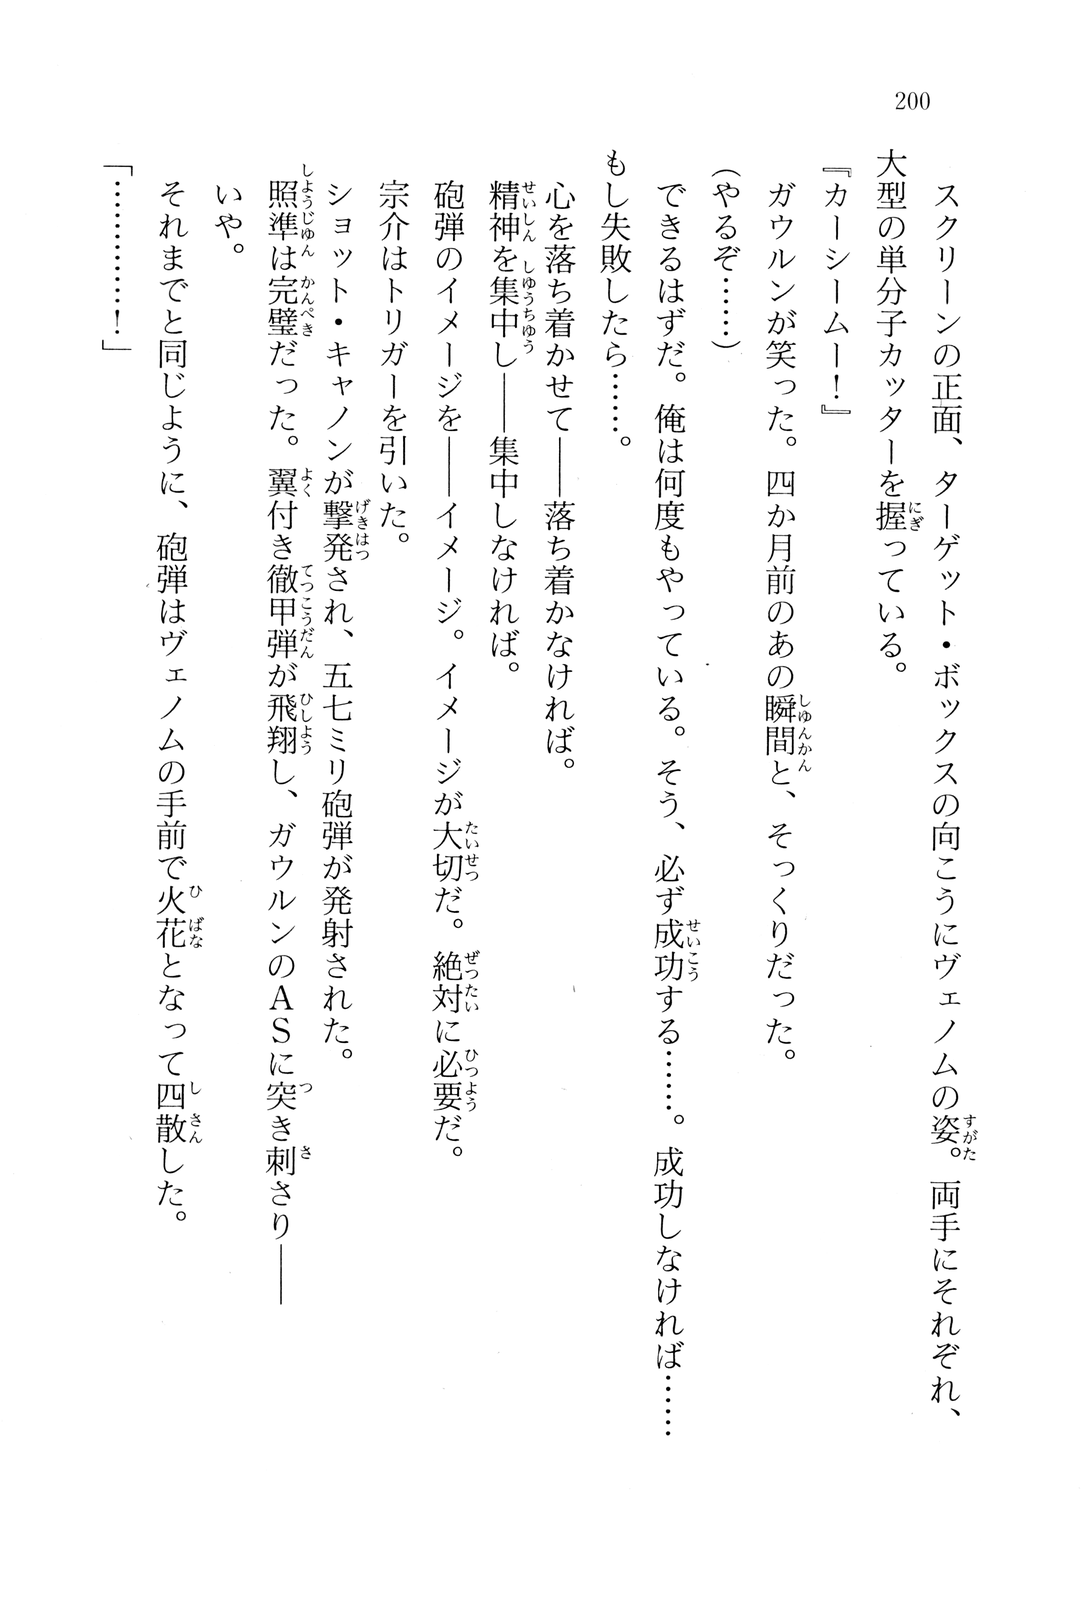 200
スクリーンの正面、ターゲット・ボックスの向こうにヴェノムの姿。両手にそれぞれ、
大型の単分子カッターを握っている。
『カーシームー！』
ガウルンが笑った。四か月前のあの瞬間と、そっくりだった。
（やるぞ……）
できるはずだ。俺は何度もやっている。そう、必ず成功する……。成功しなければ……
もし失敗したら……。
心を落ち着かせて――落ち着かなければ。
精神を集中し――集中しなければ。
砲弾のイメージを――イメージ。イメージが大切だ。絶対に必要だ。
宗介はトリガーを引いた。
ショット・キャノンが撃発され、五七ミリ砲弾が発射された。
照準は完璧だった。翼付き徹甲弾が飛翔し、ガウルンのＡＳに突き刺さり――
いや。
それまでと同じように、砲弾はヴェノムの手前で火花となって四散した。
「…………！」